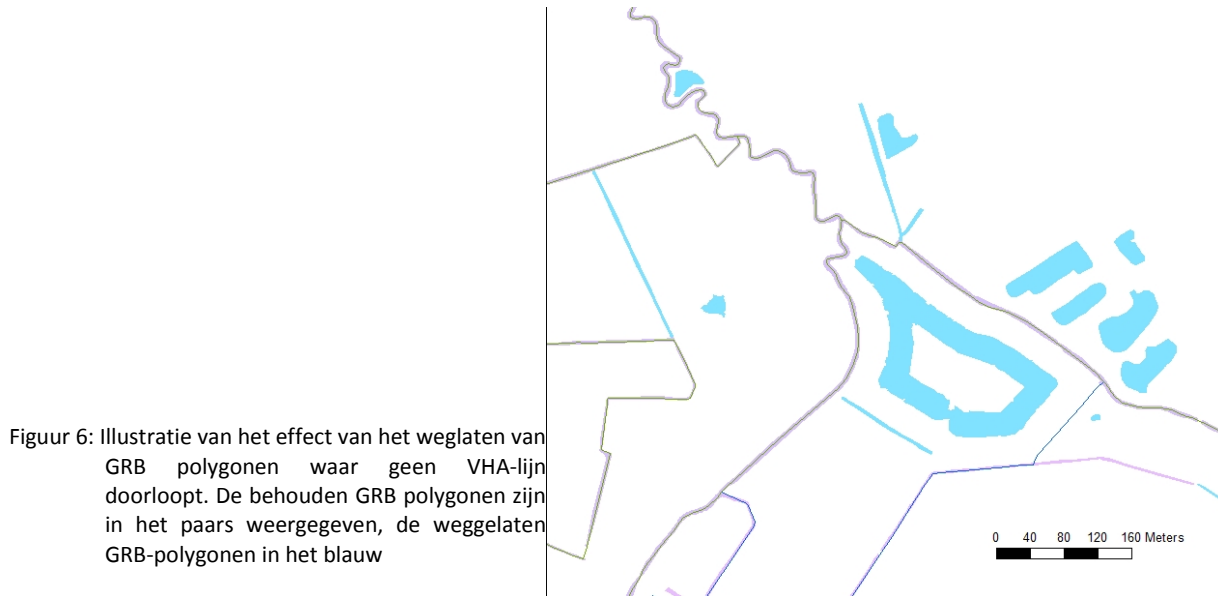 Figuur 6: Illustratie van het effect van het weglaten van
GRB polygonen waar geen VHA-lijn
doorloopt. De behouden GRB polygonen zijn
in het paars weergegeven, de weggelaten
GRB-polygonen in het blauw
0 40 80 120 160 Meters